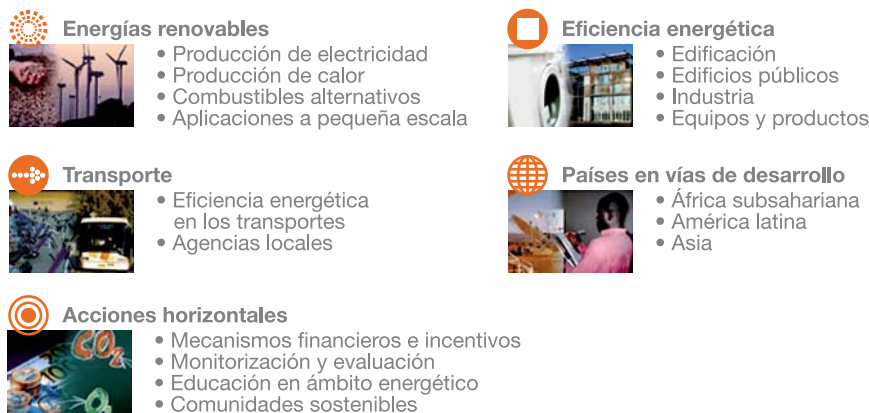 Energías renovables
• Producción de electricidad
• Producción de calor
• Combustibles alternativos
• Aplicaciones a pequeña escala
Eficiencia energética
• Edificación
• Edificios públicos
• Industria
• Equipos y productos
Transporte
• Eficiencia energética
en los transportes
• Agencias locales
Países en vías de desarrollo
• África subsahariana
• América latina
• Asia
Acciones horizontales
• Mecanismos financieros e incentivos
• Monitorización y evaluación
• Educación en ámbito energético
• Comunidades sostenibles
CO2